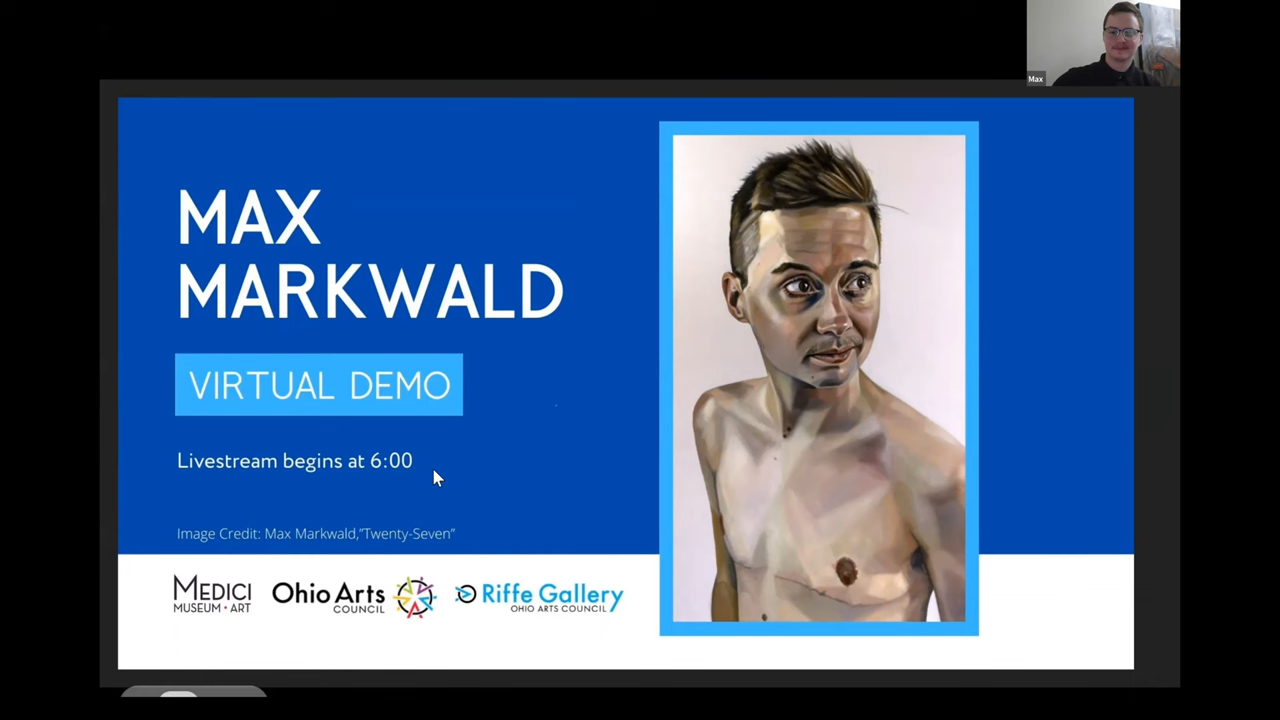 Max
MAX
MARKWALD
VIRTUAL DEMO
Livestream begins at 6:00
Image Credit: Max Markwald,"Twenty-Seven"
MEDICI
MUSEUM • ART
Ohio Arts
COUNCIL
Riffe Gallery
OHIO ARTS COUNCIL